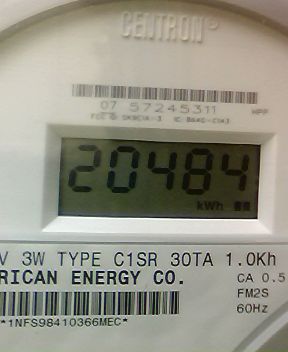 CENTRON®
07 57245311
20484
kWh
V 3W TYPE C1SR 30TA 1.0Kh
RICAN ENERGY CO.
CA 0.5
FM2S
60Hz
*1NFS98410366MEC*